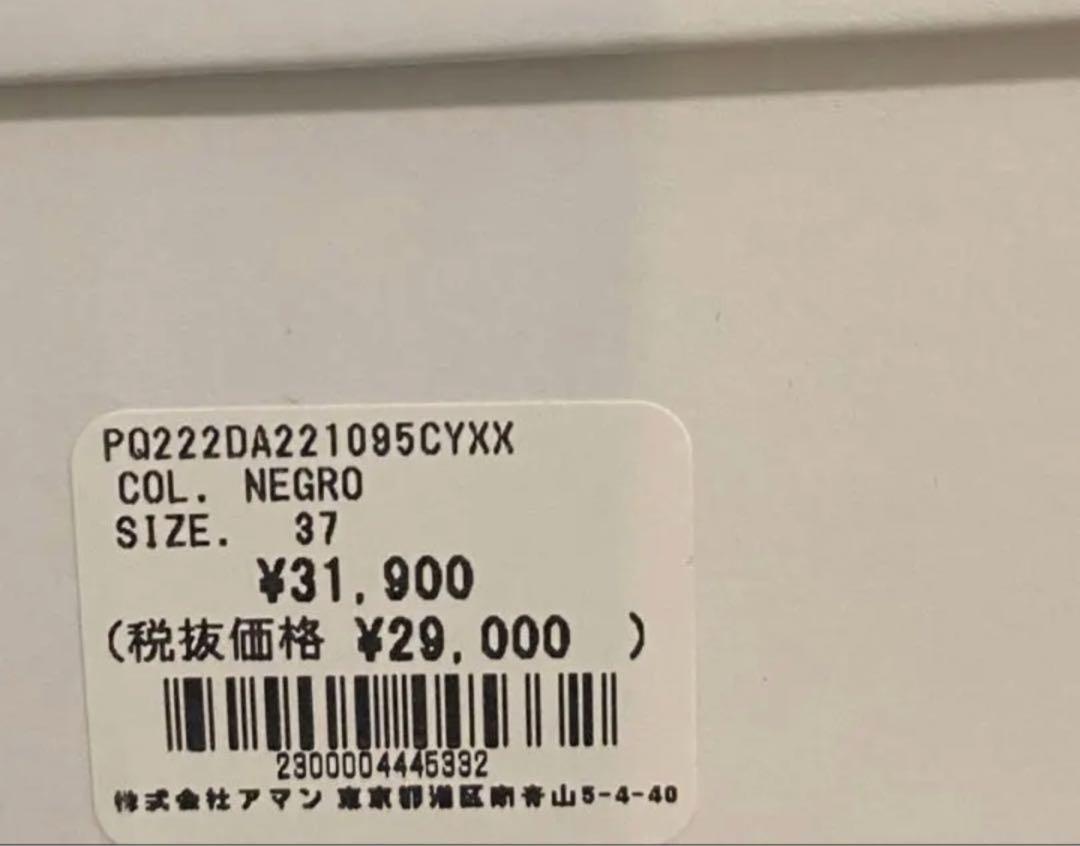 PQ222DA221095CYXX
COL. NEGRO
SIZE. 37
¥31,900
(税抜価格 ¥29,000 )
2300004445332
株式会社アマン 東京都港区南青山5-4-40